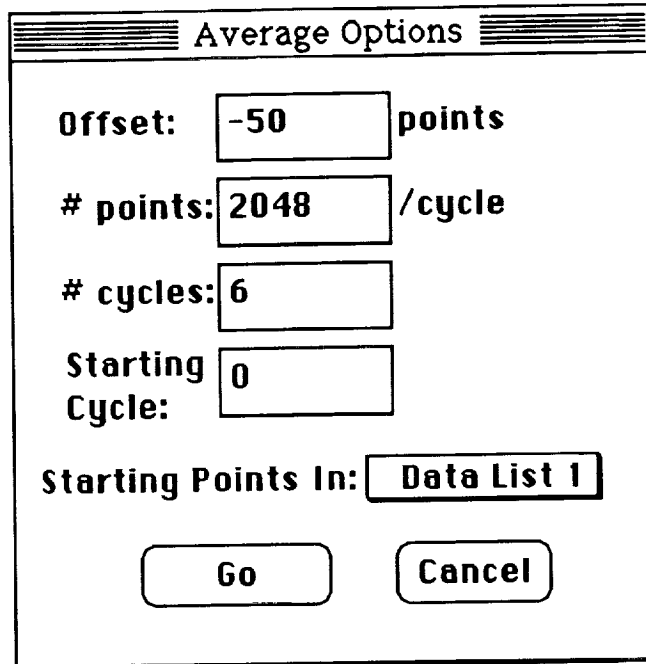 Average Options
Offset: -50 points
# points: 2048 /cycle
# cycles: 6
Starting
Cycle: 0
Starting Points In: Data List 1
Go Cancel